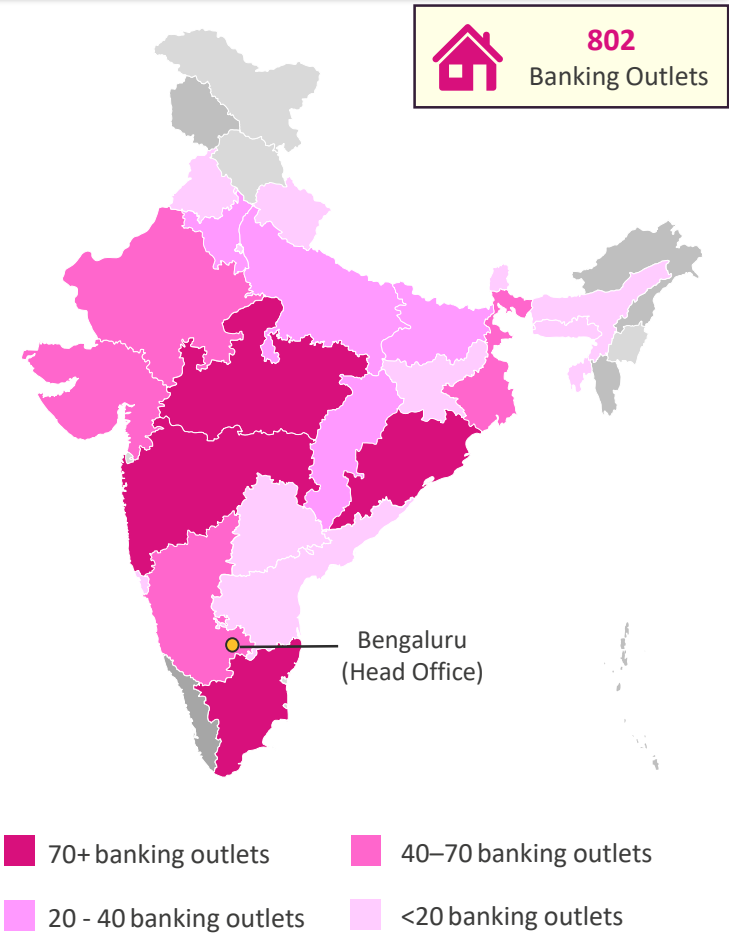 802
Banking Outlets
Bengaluru
(Head Office)
70+ banking outlets
40–70 banking outlets
20 - 40 banking outlets
<20 banking outlets